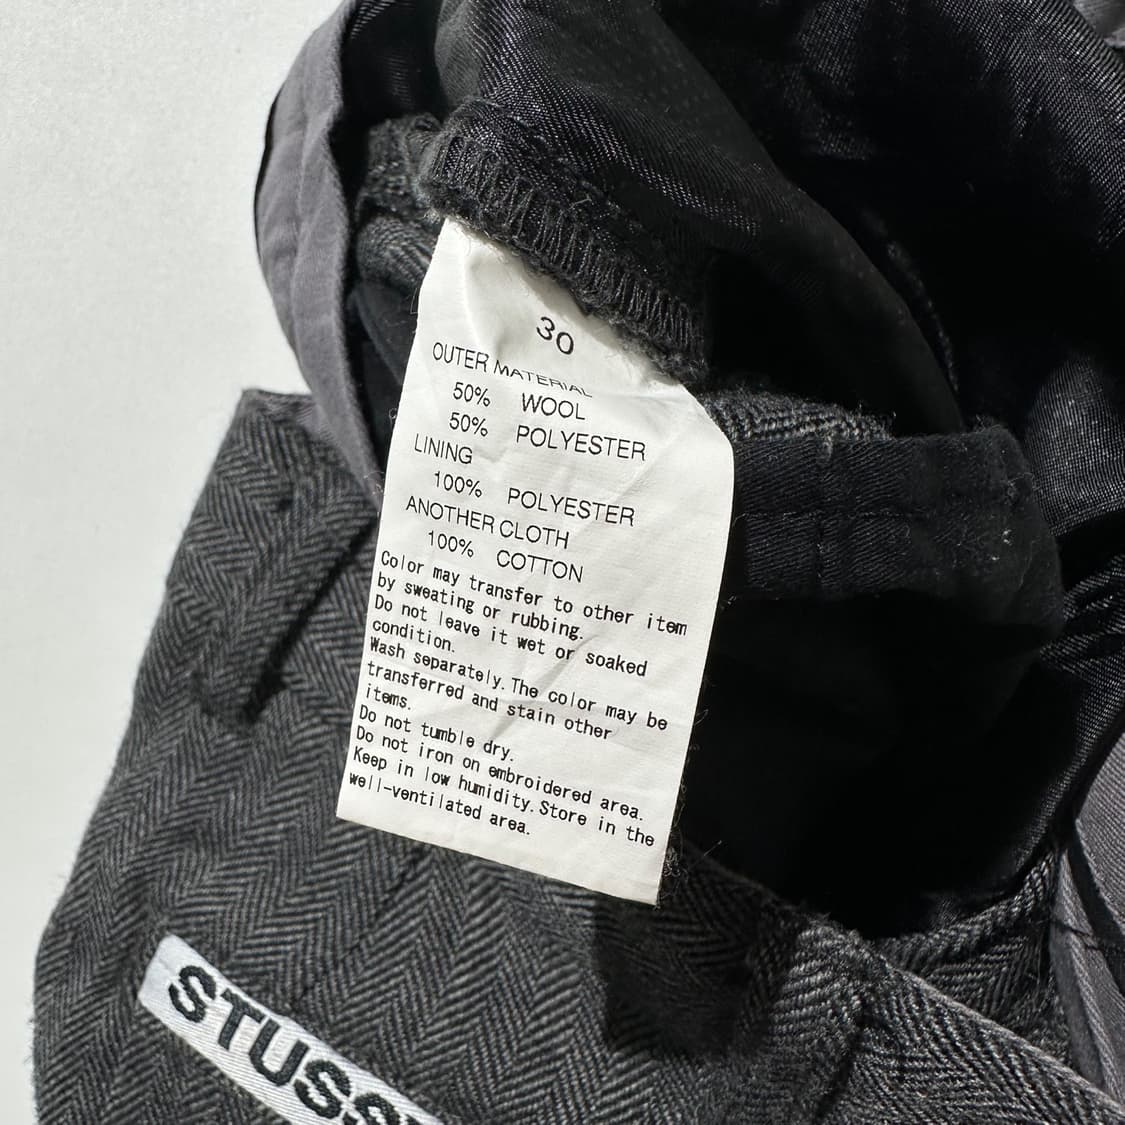 30
OUTER MATERIAL
50% WOOL
50% POLYESTER
LINING
100% POLYESTER
ANOTHER CLOTH
100% COTTON
Color may transfer to other item
by sweating or rubbing.
Do not leave it wet or soaked
condition.
Wash separately. The color may be
transferred and stain other
items.
Do not tumble dry.
Do not iron on embroidered area.
Keep in low humidity. Store in the
well-ventilated area.
STUSS